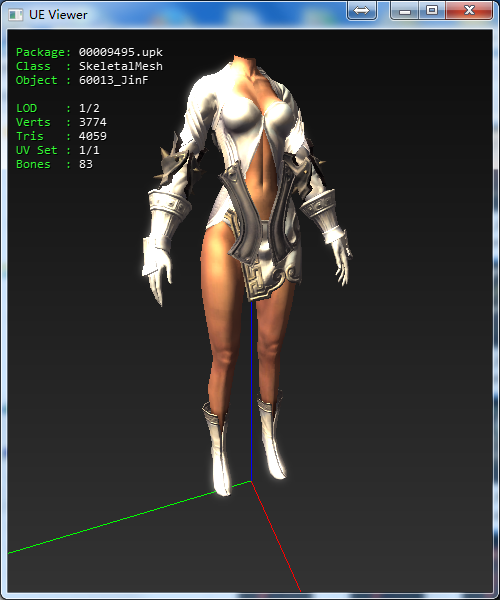 UE Viewer
Package: 00009495.upk
Class  : SkeletalMesh
Object : 60013_JinF
LOD    : 1/2
Verts  : 3774
Tris   : 4059
UV Set : 1/1
Bones  : 83